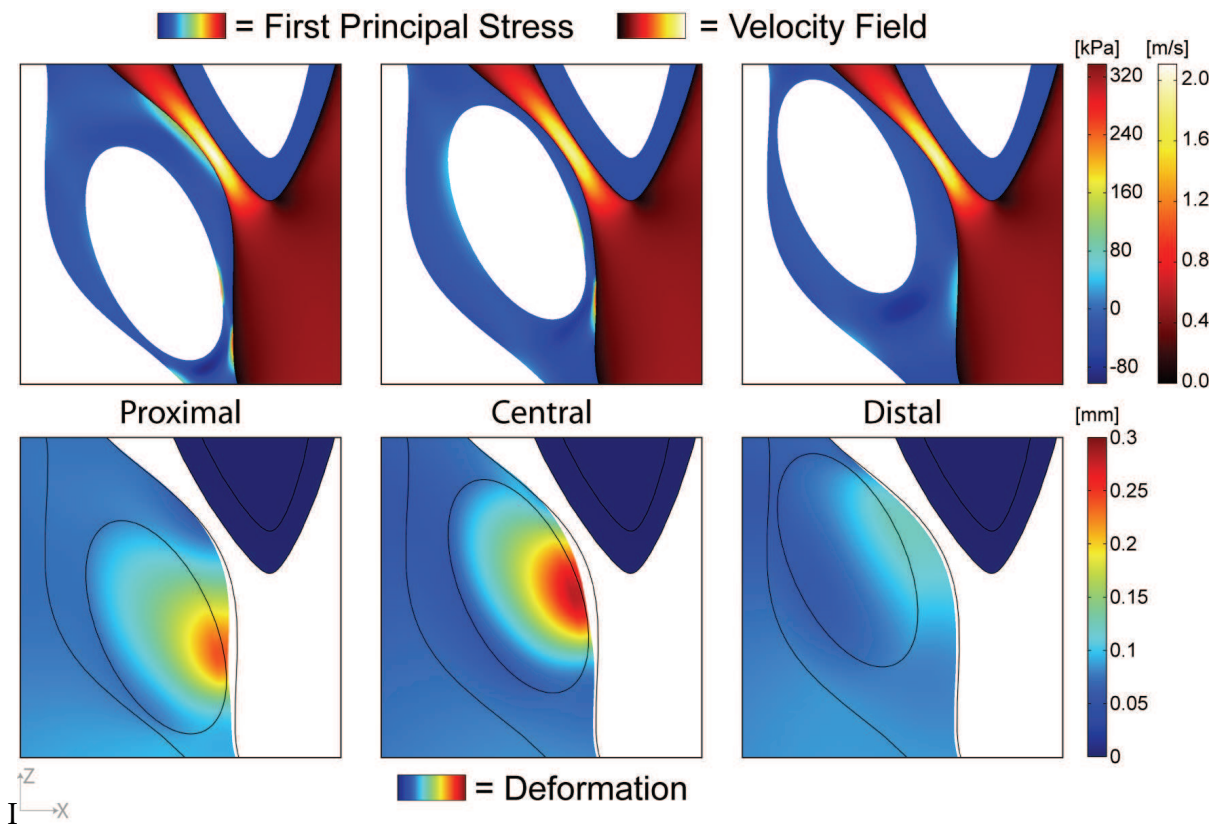 = First Principal Stress = Velocity Field
[kPa] [m/s]
320 2.0
240 1.6
160 1.2
80 0.8
0 0.4
-80 0.0
Proximal Central Distal
[mm]
0.3
0.25
0.2
0.15
0.1
0.05
0
= Deformation
Z
I X